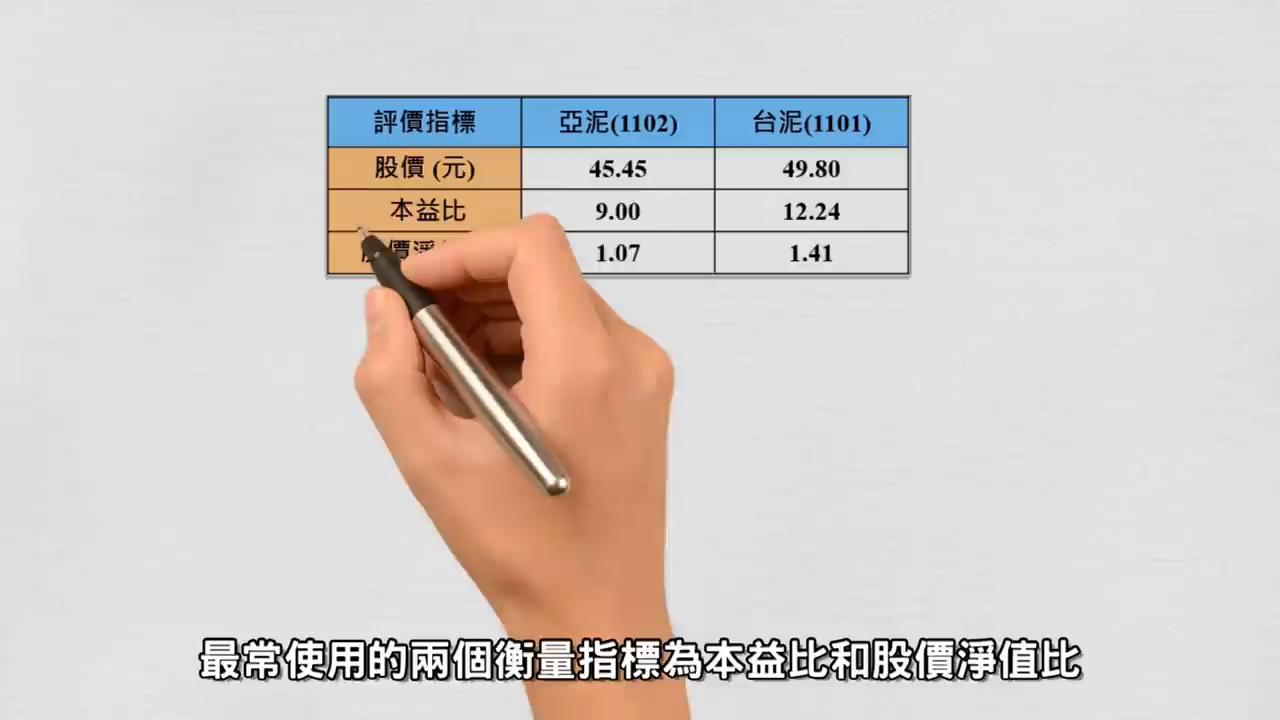 評價指標 亞泥(1102) 台泥(1101)
股價 (元) 45.45 49.80
本益比 9.00 12.24
價淨 1.07 1.41
最常使用的兩個衡量指標為本益比和股價淨值比